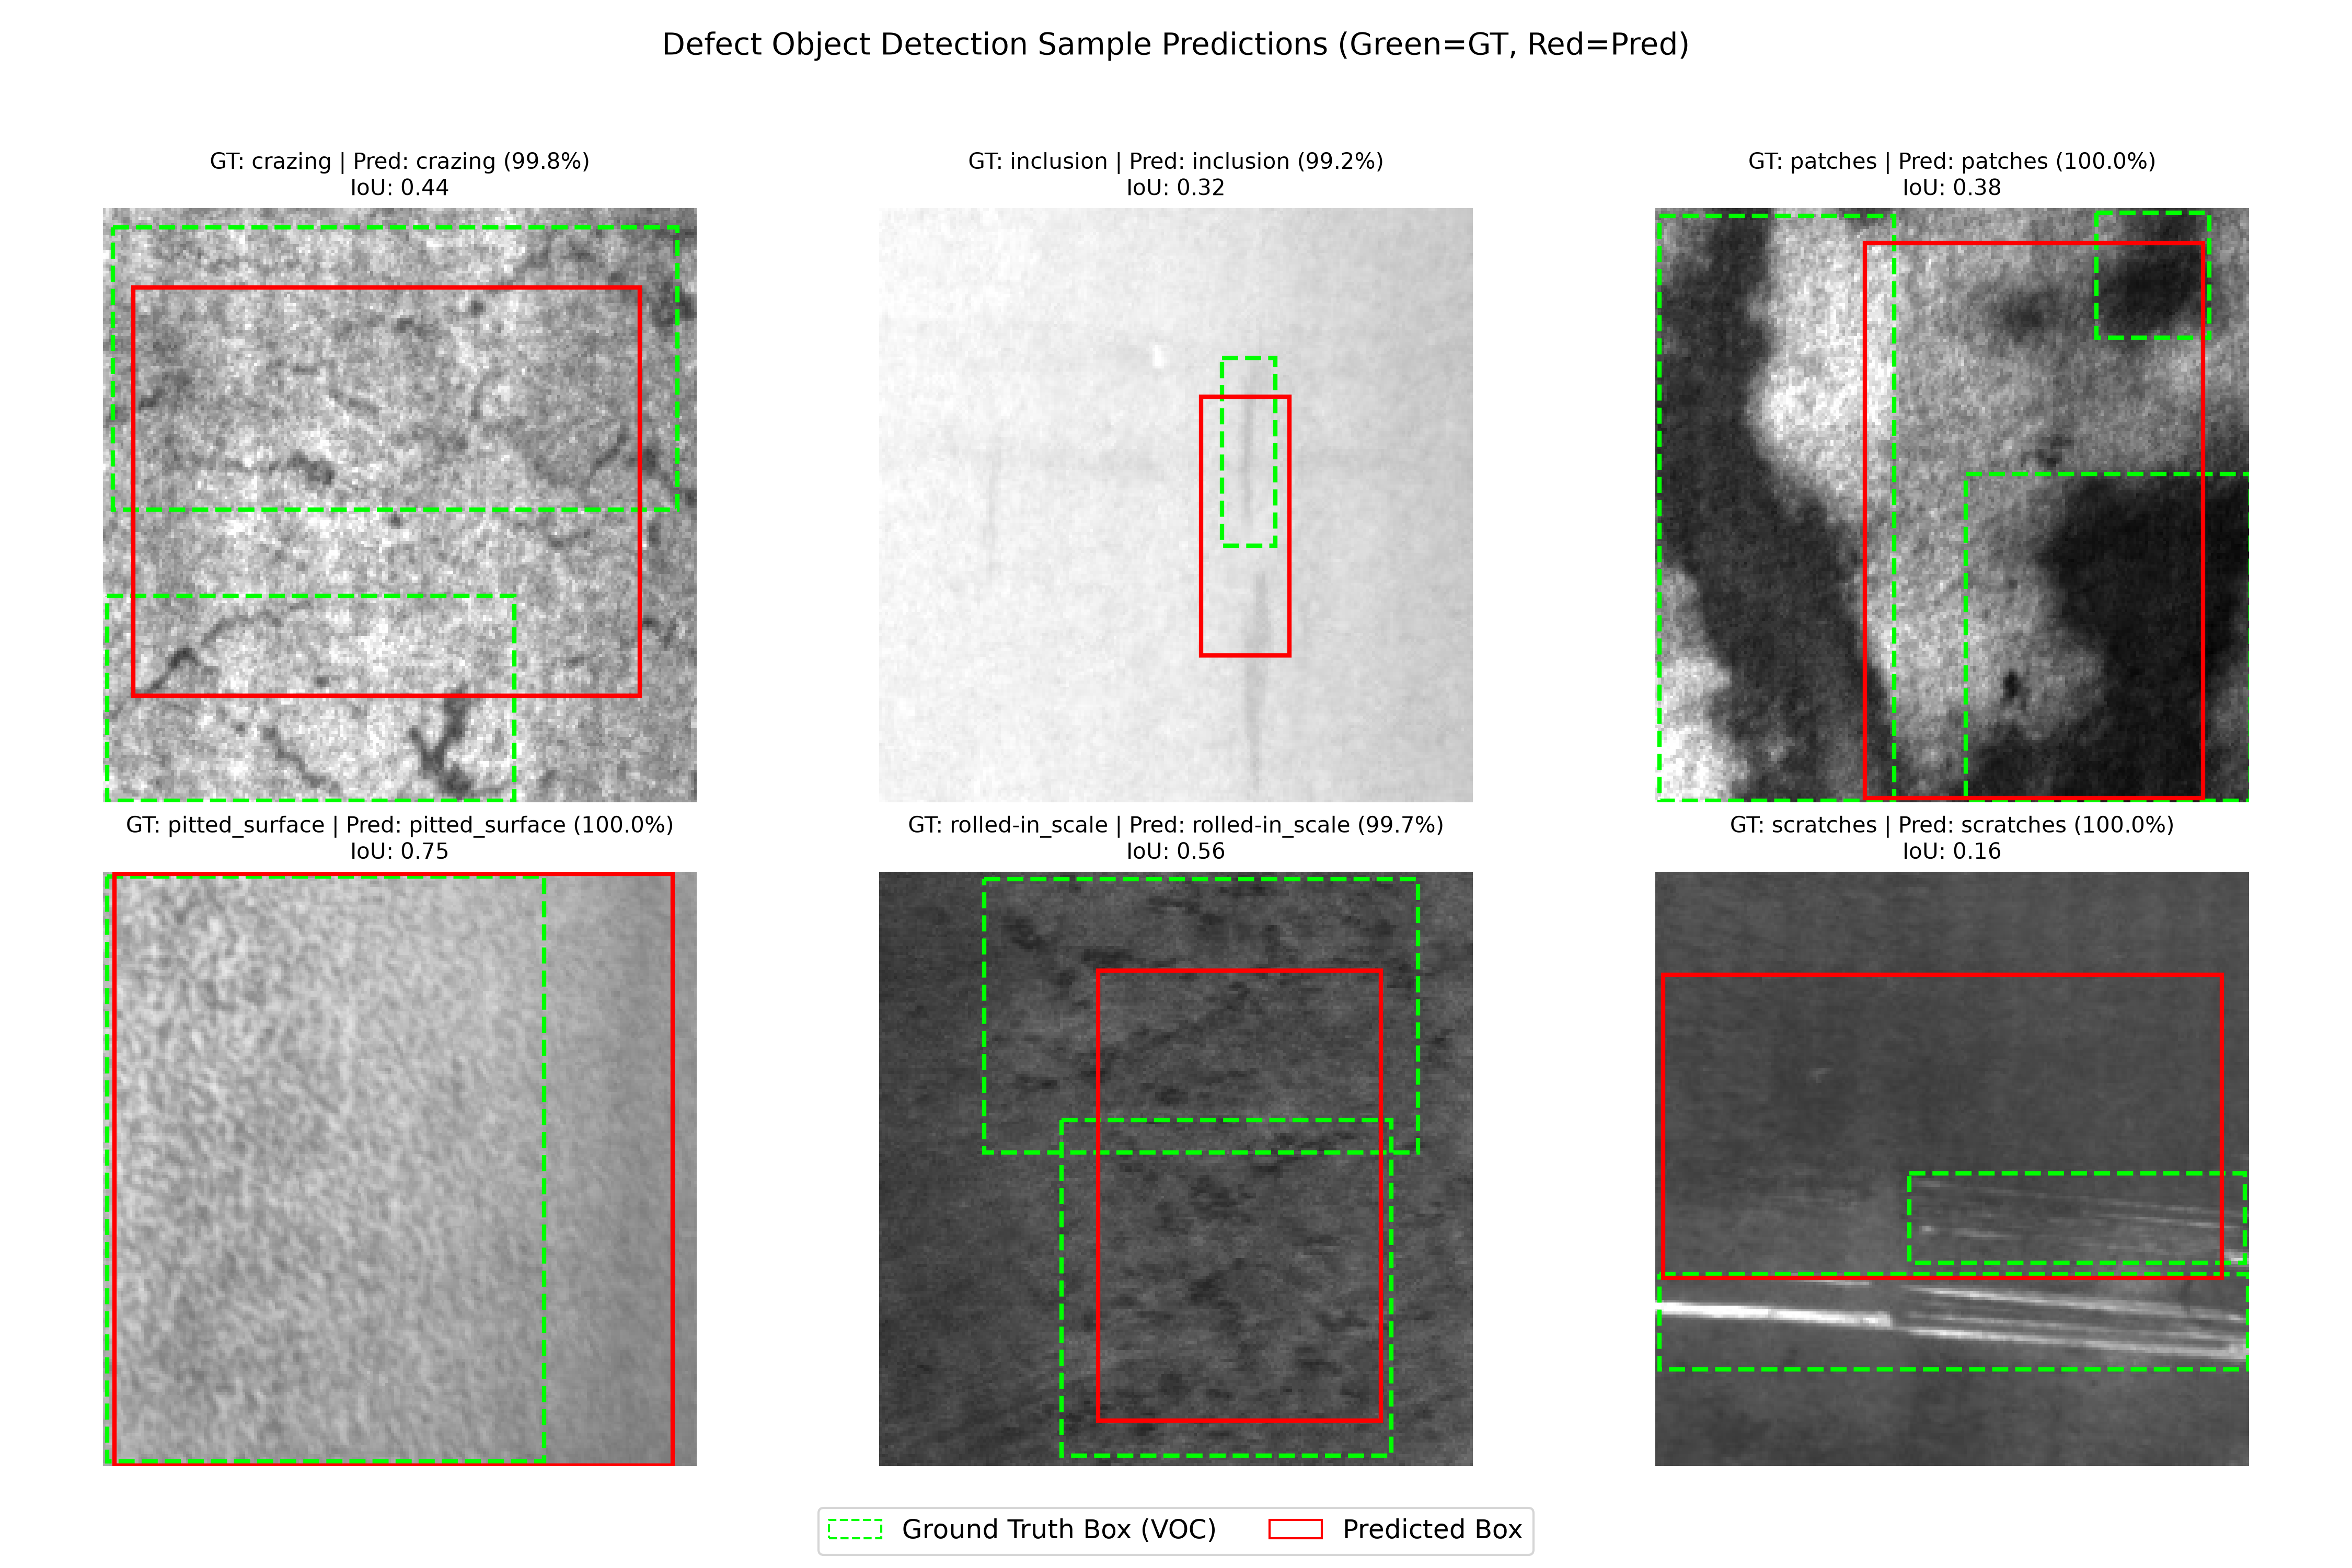 Defect Object Detection Sample Predictions (Green=GT, Red=Pred)
GT: crazing | Pred: crazing (99.8%)
IoU: 0.44
GT: inclusion | Pred: inclusion (99.2%)
IoU: 0.32
GT: patches | Pred: patches (100.0%)
IoU: 0.38
GT: pitted_surface | Pred: pitted_surface (100.0%)
IoU: 0.75
GT: rolled-in_scale | Pred: rolled-in_scale (99.7%)
IoU: 0.56
GT: scratches | Pred: scratches (100.0%)
IoU: 0.16
Ground Truth Box (VOC)
Predicted Box